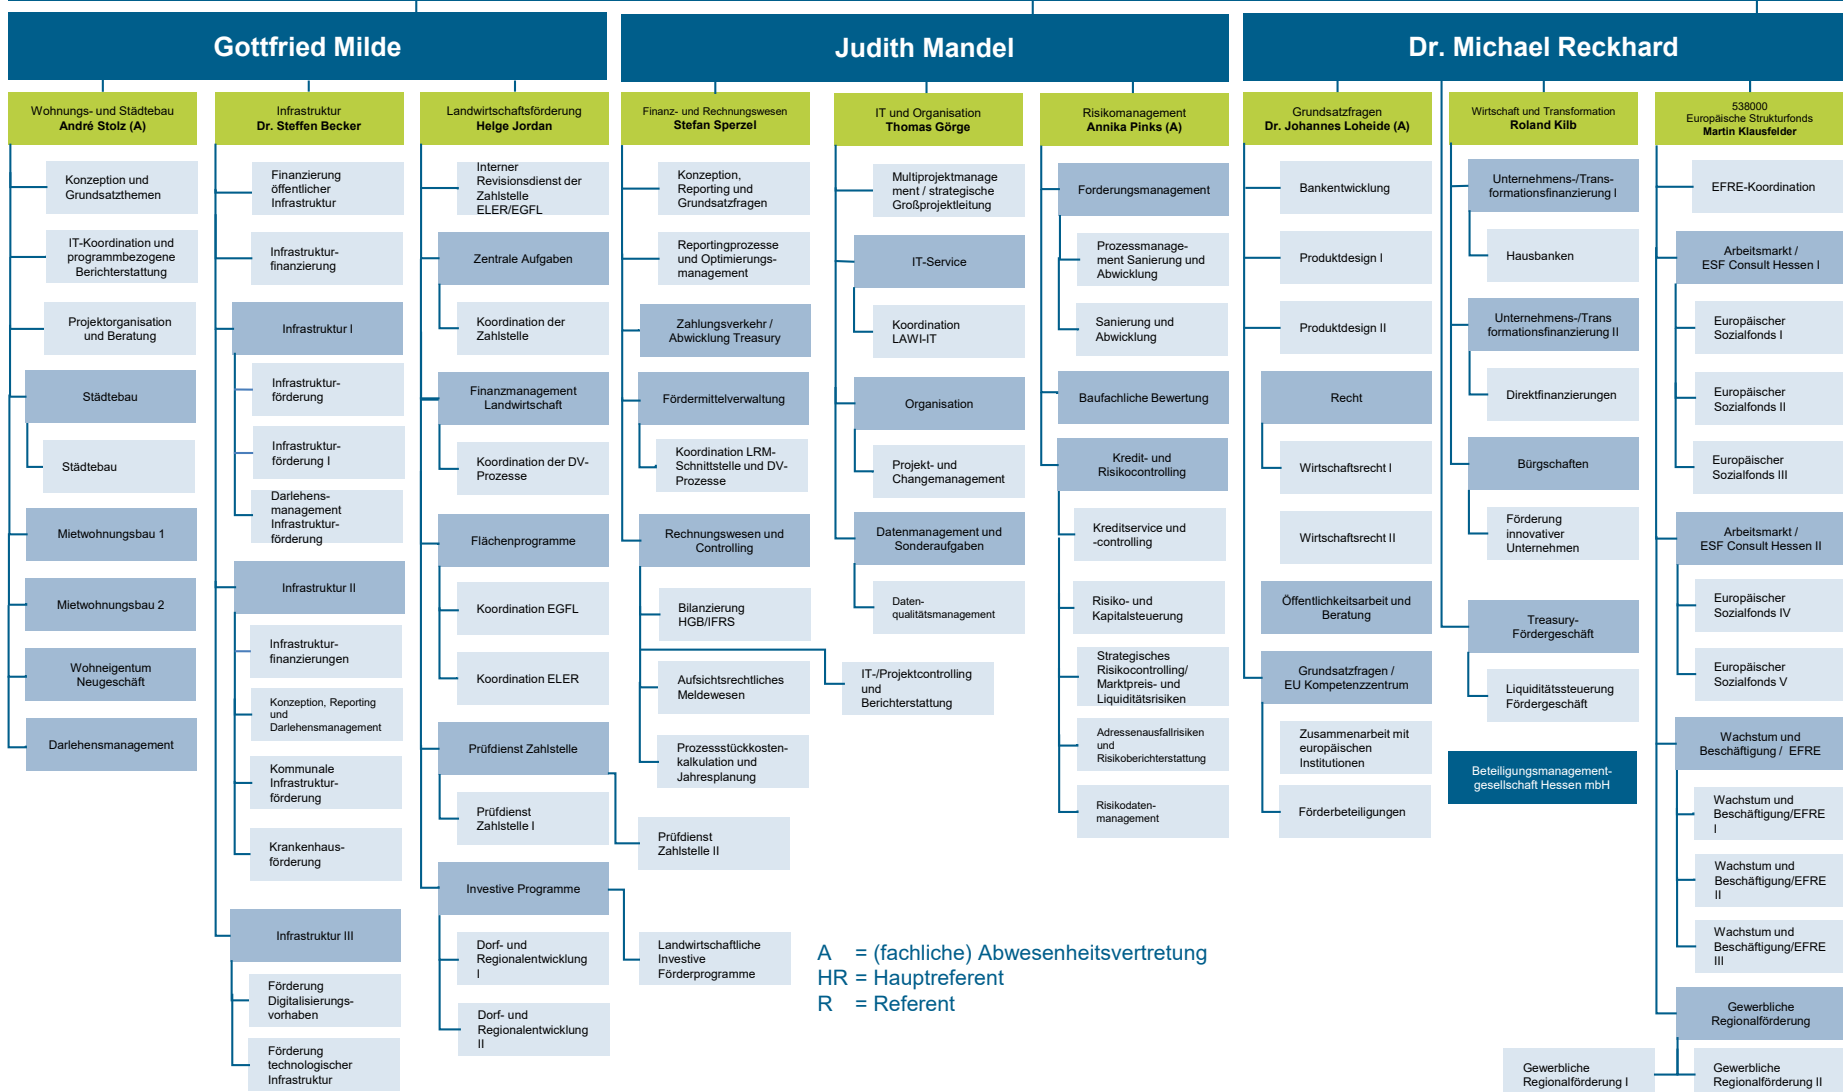 Gottfried Milde
Wohnungs- und Städtebau
André Stolz (A)
Konzeption und
Grundsatzthemen
IT-Koordination und
programmbezogene
Berichterstattung
Projektorganisation
und Beratung
Städtebau
Städtebau
Mietwohnungsbau 1
Mietwohnungsbau 2
Wohneigentum
Neugeschäft
Darlehensmanagement
Infrastruktur
Dr. Steffen Becker
Finanzierung
öffentlicher
Infrastruktur
Infrastruktur-
finanzierung
Infrastruktur I
Infrastruktur-
förderung
Infrastruktur-
förderung I
Darlehens-
management
Infrastruktur-
förderung
Infrastruktur II
Infrastruktur-
finanzierungen
Konzeption, Reporting
und
Darlehensmanagement
Kommunale
Infrastruktur-
förderung
Krankenhaus-
förderung
Infrastruktur III
Förderung
Digitalisierungs-
vorhaben
Förderung
technologischer
Infrastruktur
Landwirtschaftsförderung
Helge Jordan
Interner
Revisionsdienst der
Zahlstelle
ELER/EGFL
Zentrale Aufgaben
Koordination der
Zahlstelle
Finanzmanagement
Landwirtschaft
Koordination der DV-
Prozesse
Flächenprogramme
Koordination EGFL
Koordination ELER
Prüfdienst Zahlstelle
Prüfdienst
Zahlstelle I
Prüfdienst
Zahlstelle II
Investive Programme
Dorf- und
Regionalentwicklung
I
Landwirtschaftliche
Investive
Förderprogramme
Dorf- und
Regionalentwicklung
II
Judith Mandel
Finanz- und Rechnungswesen
Stefan Sperzel
Konzeption,
Reporting und
Grundsatzfragen
Reportingprozesse
und Optimierungs-
management
Zahlungsverkehr /
Abwicklung Treasury
Fördermittelverwaltung
Koordination LRM-
Schnittstelle und DV-
Prozesse
Rechnungswesen und
Controlling
Bilanzierung
HGB/IFRS
Aufsichtsrechtliches
Meldewesen
IT-/Projektcontrolling
und
Berichterstattung
Prozessstückkosten-
kalkulation und
Jahresplanung
IT und Organisation
Thomas Görge
Multiprojektmanage
ment / strategische
Großprojektleitung
IT-Service
Koordination
LAWI-IT
Organisation
Projekt- und
Changemanagement
Datenmanagement und
Sonderaufgaben
Daten-
qualitätsmanagement
Risikomanagement
Annika Pinks (A)
Forderungsmanagement
Prozessmanage-
ment Sanierung und
Abwicklung
Sanierung und
Abwicklung
Baufachliche Bewertung
Kredit- und
Risikocontrolling
Kreditservice und
-controlling
Risiko- und
Kapitalsteuerung
Strategisches
Risikocontrolling/
Marktpreis- und
Liquiditätsrisiken
Adressenausfallrisiken
und
Risikoberichterstattung
Risikodaten-
management
Dr. Michael Reckhard
Grundsatzfragen
Dr. Johannes Loheide (A)
Bankentwicklung
Produktdesign I
Produktdesign II
Recht
Wirtschaftsrecht I
Wirtschaftsrecht II
Öffentlichkeitsarbeit und
Beratung
Grundsatzfragen /
EU Kompetenzzentrum
Zusammenarbeit mit
europäischen
Institutionen
Förderbeteiligungen
Wirtschaft und Transformation
Roland Kilb
Unternehmens-/Trans-
formationsfinanzierung I
Hausbanken
Unternehmens-/Trans
formationsfinanzierung II
Direktfinanzierungen
Bürgschaften
Förderung
innovativer
Unternehmen
Treasury-
Fördergeschäft
Liquiditätssteuerung
Fördergeschäft
Beteiligungsmanagement-
gesellschaft Hessen mbH
538000
Europäische Strukturfonds
Martin Klausfelder
EFRE-Koordination
Arbeitsmarkt /
ESF Consult Hessen I
Europäischer
Sozialfonds I
Europäischer
Sozialfonds II
Europäischer
Sozialfonds III
Arbeitsmarkt /
ESF Consult Hessen II
Europäischer
Sozialfonds IV
Europäischer
Sozialfonds V
Wachstum und
Beschäftigung / EFRE
Wachstum und
Beschäftigung/EFRE
I
Wachstum und
Beschäftigung/EFRE
II
Wachstum und
Beschäftigung/EFRE
III
Gewerbliche
Regionalförderung
Gewerbliche
Regionalförderung I
Gewerbliche
Regionalförderung II
A = (fachliche) Abwesenheitsvertretung
HR = Hauptreferent
R = Referent